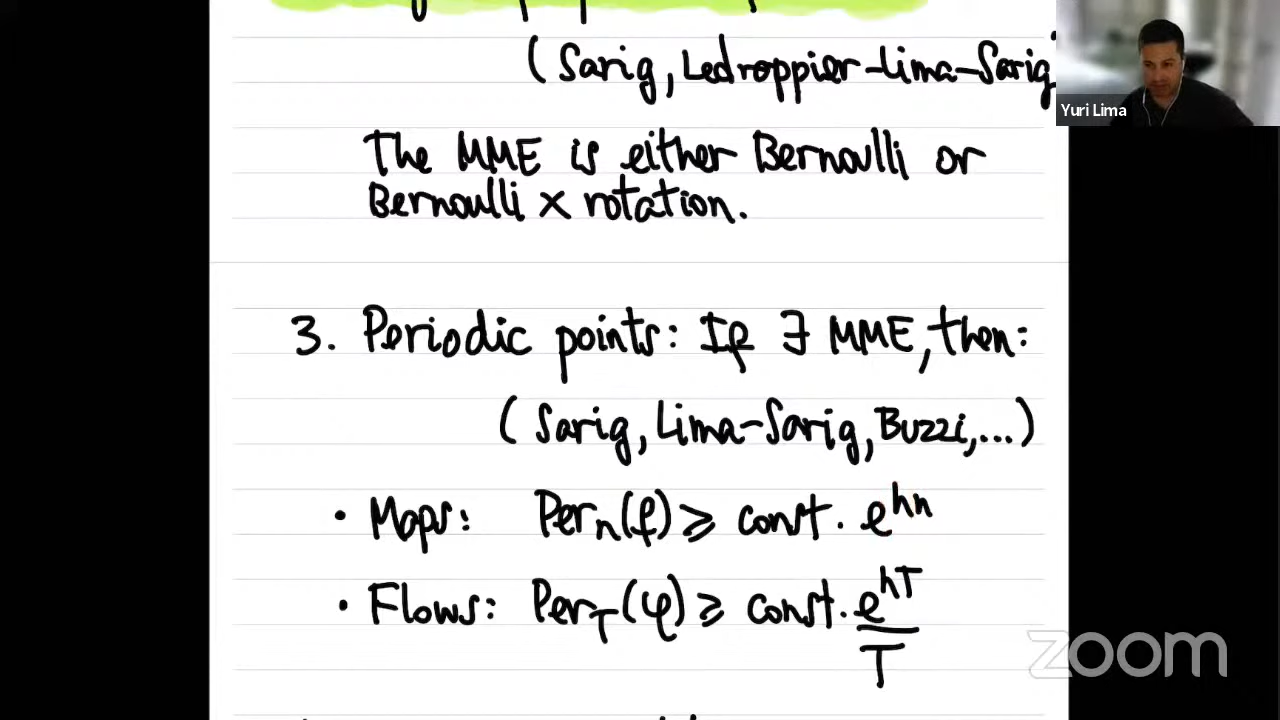 (Sarig, Ledrappier-Lima-Sarig
Yuri Lima
The MME is either Bernoulli or
Bernoulli × rotation.
3. Periodic points: If ∃ MME, then:
(Sarig, Lima-Sarig, Buzzi, ...)
• Maps: Perₙ(f) ⩾ const. e^{hn}
• Flows: Per_T(φ) ⩾ const. e^{hT}/T
zoom